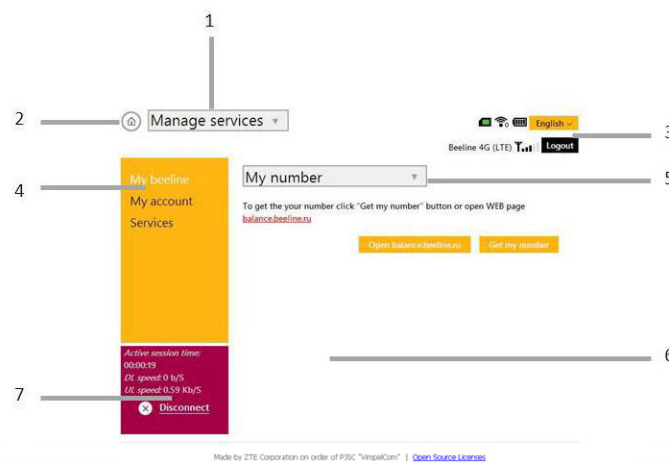 1
2
Manage services
English
3
Beeline 4G (LTE)
Logout
My beeline
4
My number
5
My account
To get the your number click "Get my number" button or open WEB page
Services
balance.beeline.ru
Open balance.beeline.ru
Get my number
Active session time:
00:00:19
6
DL speed: 0 b/S
UL speed: 0.59 Kb/S
7
Disconnect
Made by ZTE Corporation on order of PJSC "VimpelCom" | Open Source Licenses